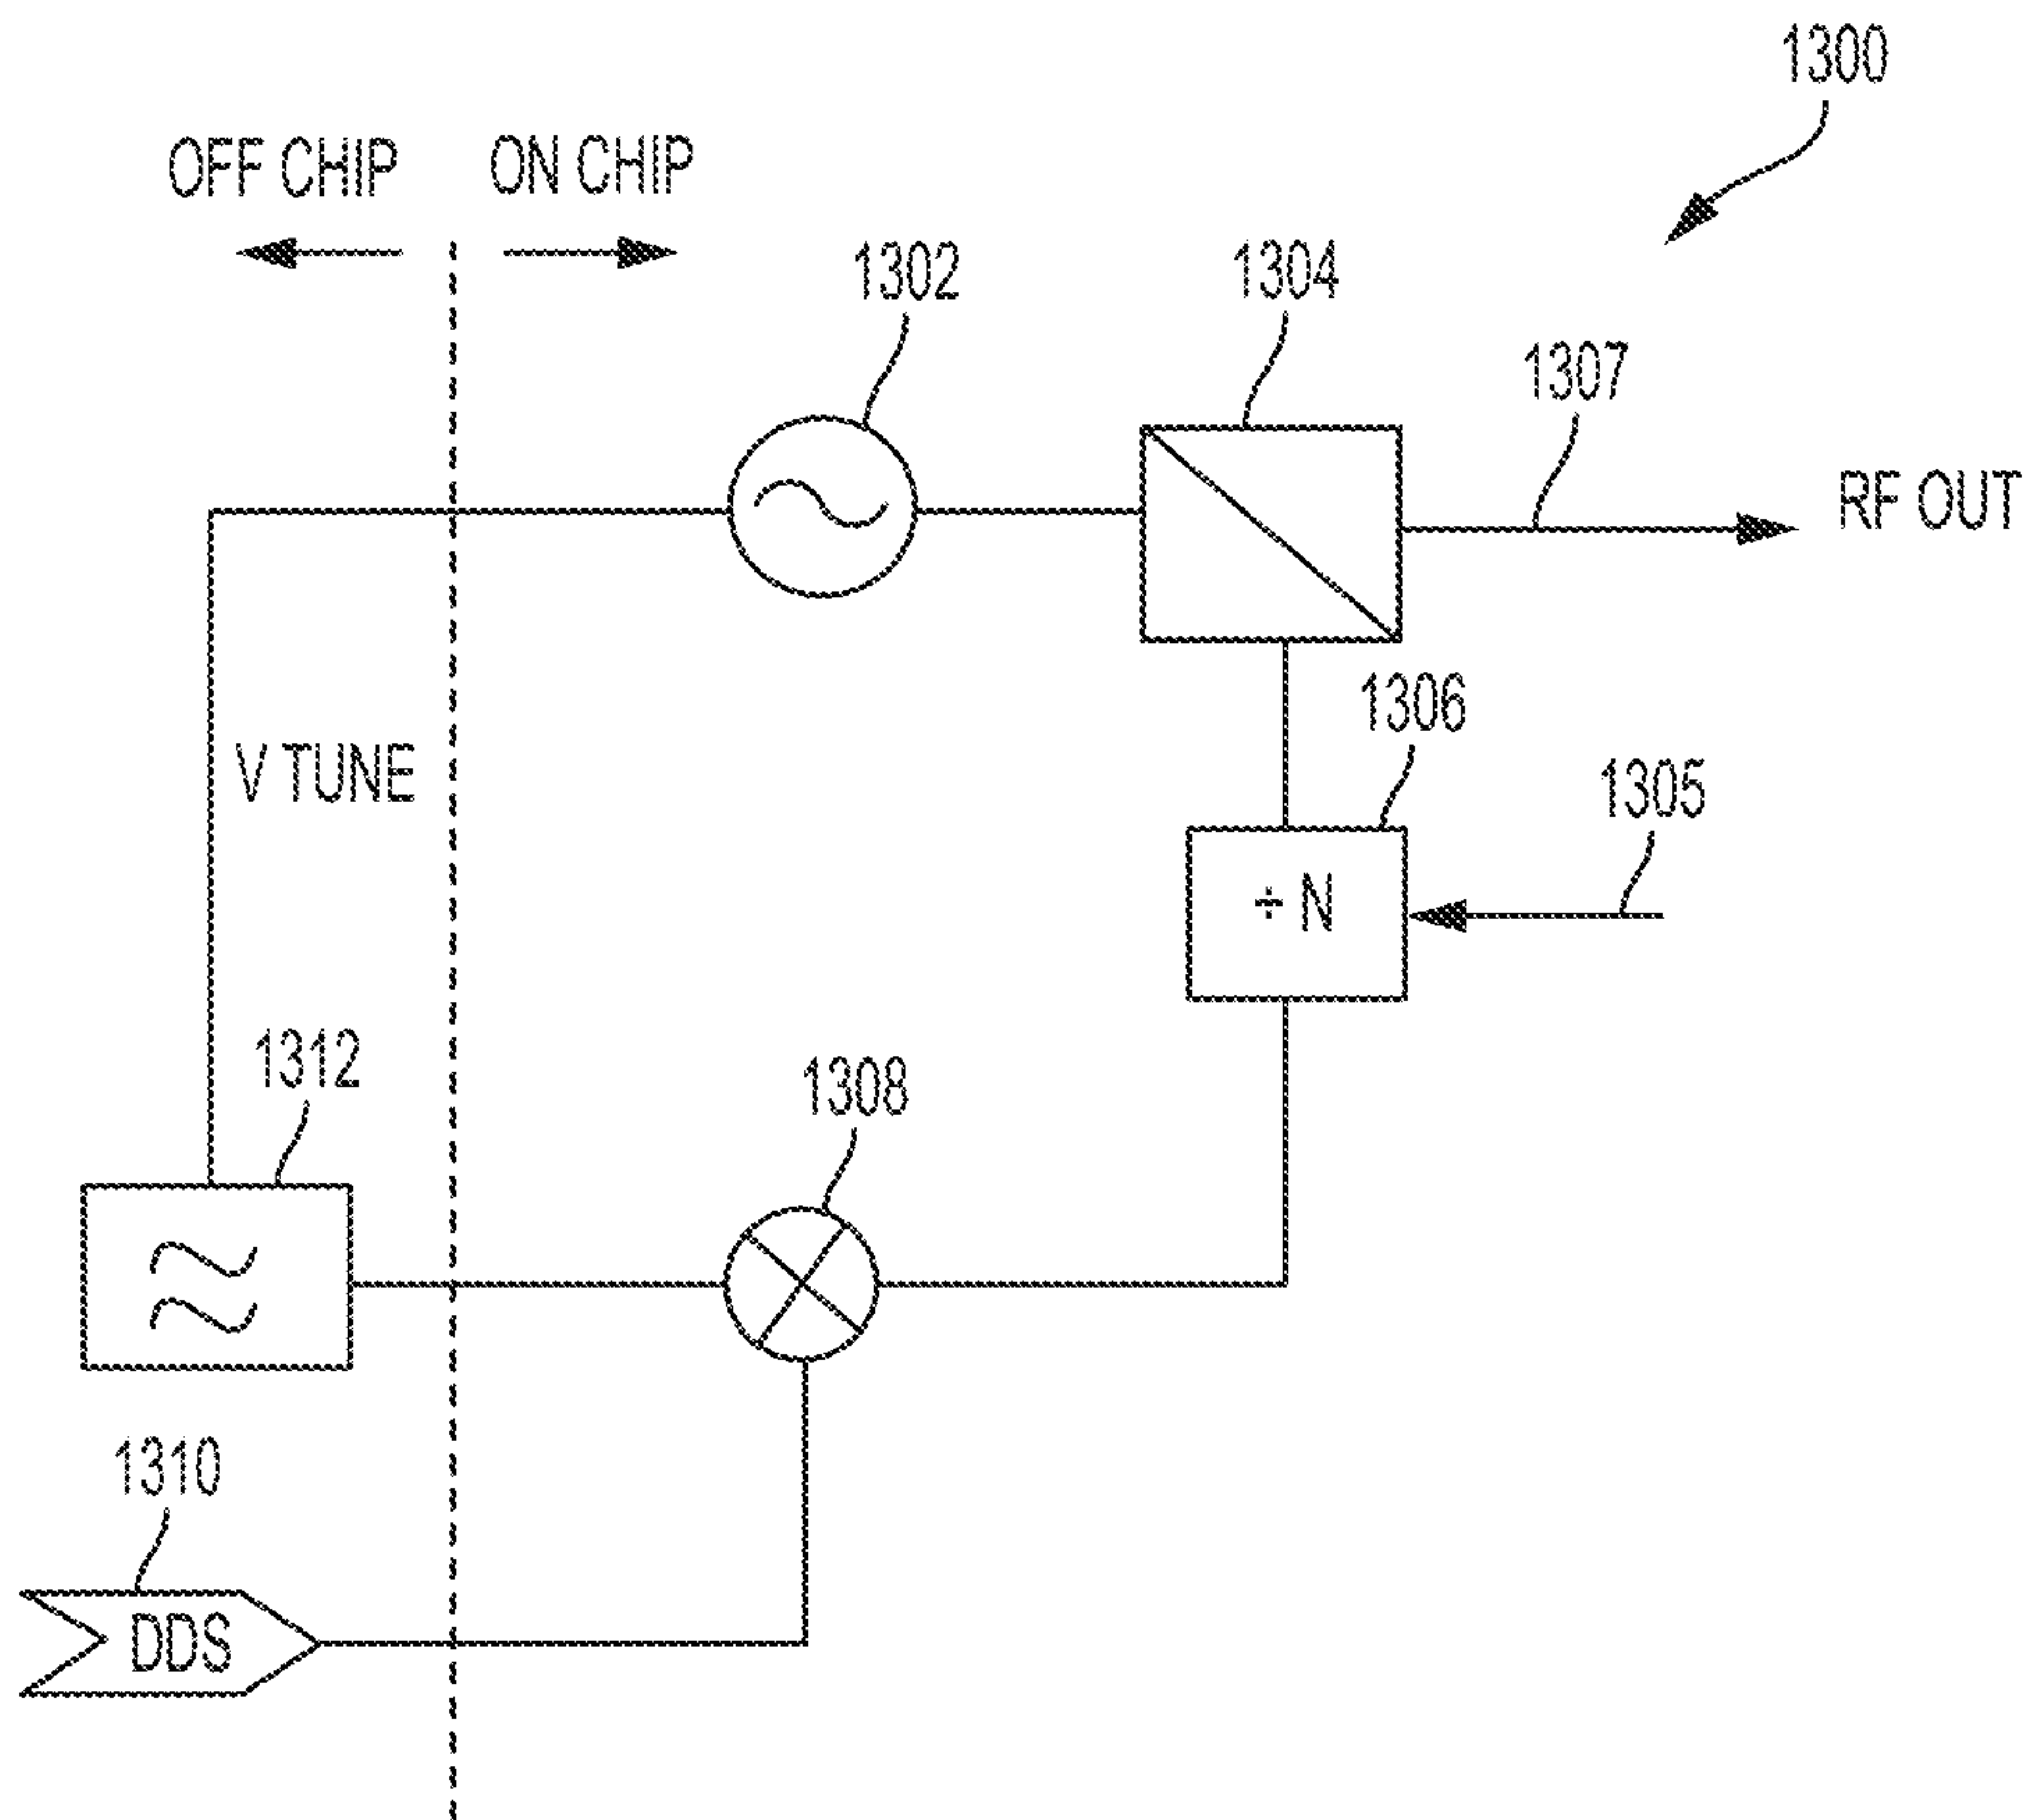 1300
OFF CHIP
ON CHIP
1302
1304
1307
RF OUT
1306
V TUNE
1305
÷ N
1312
1308
1310
DDS